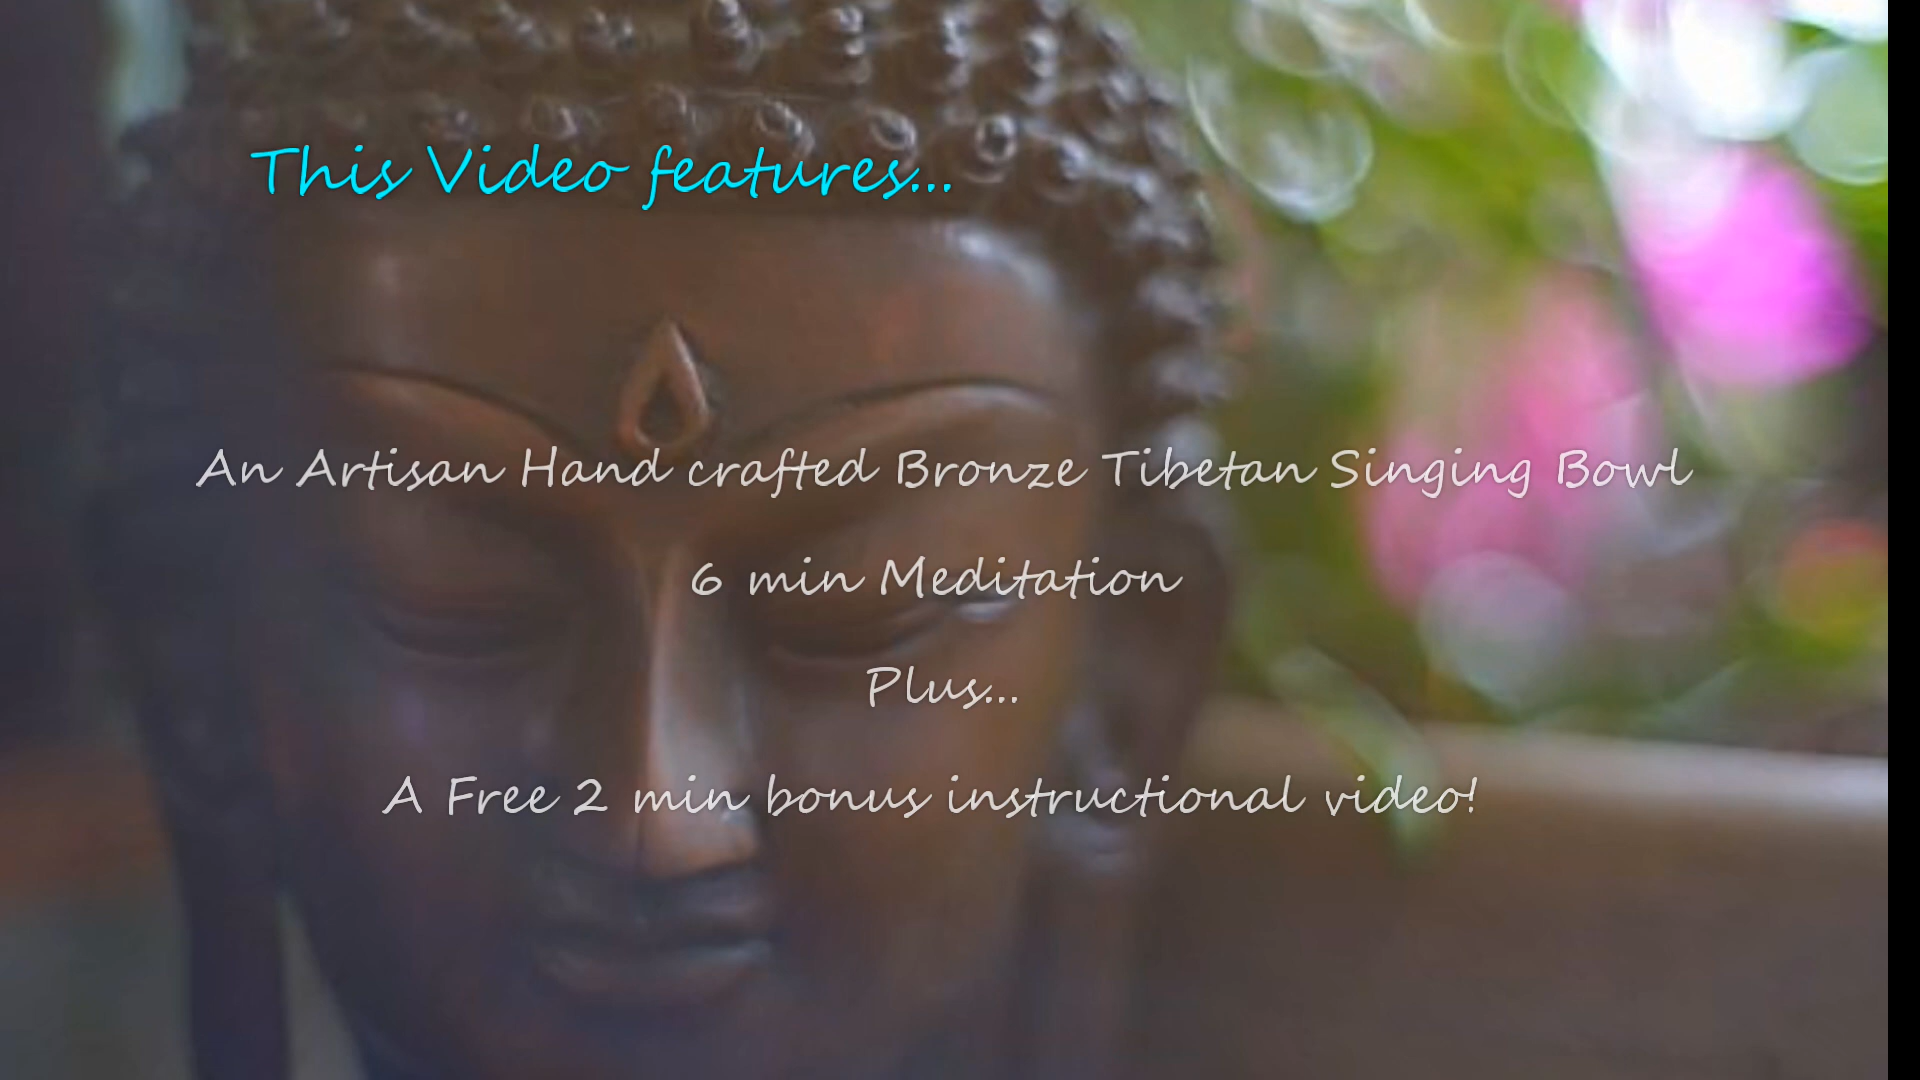 This Video features...
An Artisan Hand crafted Bronze Tibetan Singing Bowl
6 min Meditation
Plus...
A Free 2 min bonus instructional video!